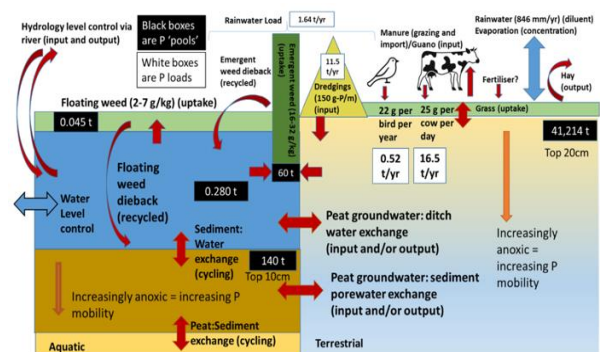 Hydrology level control via
river (input and output)
Black boxes
are P 'pools'
White boxes
are P loads
Rainwater Load
1.64 t/yr
Emergent
weed dieback
(recycled)
Emergent weed (16-32 g/kg)
(uptake)
11.5
t/yr
Dredgings
(150 g-P/m)
(input)
Manure (grazing and
import)/Guano (input)
Rainwater (846 mm/yr) (diluent)
Evaporation (concentration)
Fertiliser?
Hay
(output)
Floating weed (2-7 g/kg) (uptake)
Grass (uptake)
0.045 t
22 g per
bird per
year
25 g per
cow per
day
41,214 t
Top 20cm
0.52
t/yr
16.5
t/yr
Floating
weed
dieback
(recycled)
0.280 t
60 t
Water
Level
control
Sediment:
Water
exchange
(cycling)
Peat groundwater: ditch
water exchange
(input and/or output)
Increasingly
anoxic =
increasing P
mobility
140 t
Top 10cm
Increasingly anoxic = increasing P
mobility
Peat groundwater: sediment
porewater exchange
(input and/or output)
Peat:Sediment
exchange (cycling)
Aquatic
Terrestrial